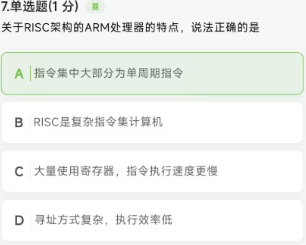 7.单选题(1 分) 易
关于RISC架构的ARM处理器的特点，说法正确的是
A 指令集中大部分为单周期指令
B RISC是复杂指令集计算机
C 大量使用寄存器，指令执行速度更慢
D 寻址方式复杂，执行效率低